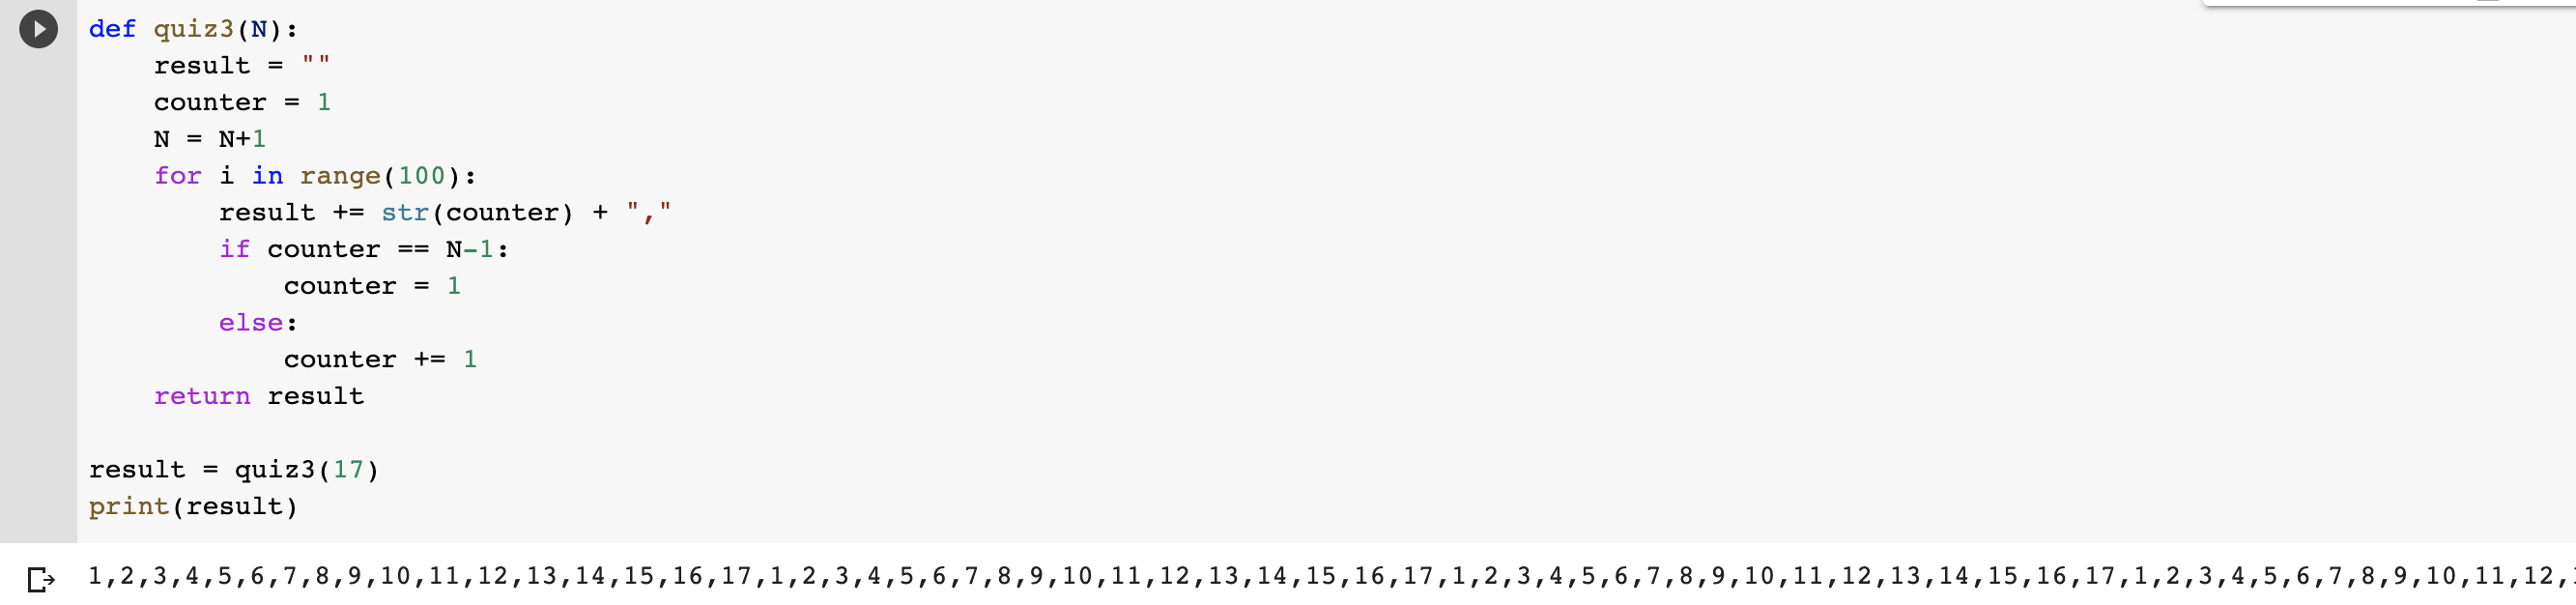 def quiz3(N):
    result = ""
    counter = 1
    N = N+1
    for i in range(100):
        result += str(counter) + ","
        if counter == N-1:
            counter = 1
        else:
            counter += 1
    return result

result = quiz3(17)
print(result)
1,2,3,4,5,6,7,8,9,10,11,12,13,14,15,16,17,1,2,3,4,5,6,7,8,9,10,11,12,13,14,15,16,17,1,2,3,4,5,6,7,8,9,10,11,12,13,14,15,16,17,1,2,3,4,5,6,7,8,9,10,11,12,